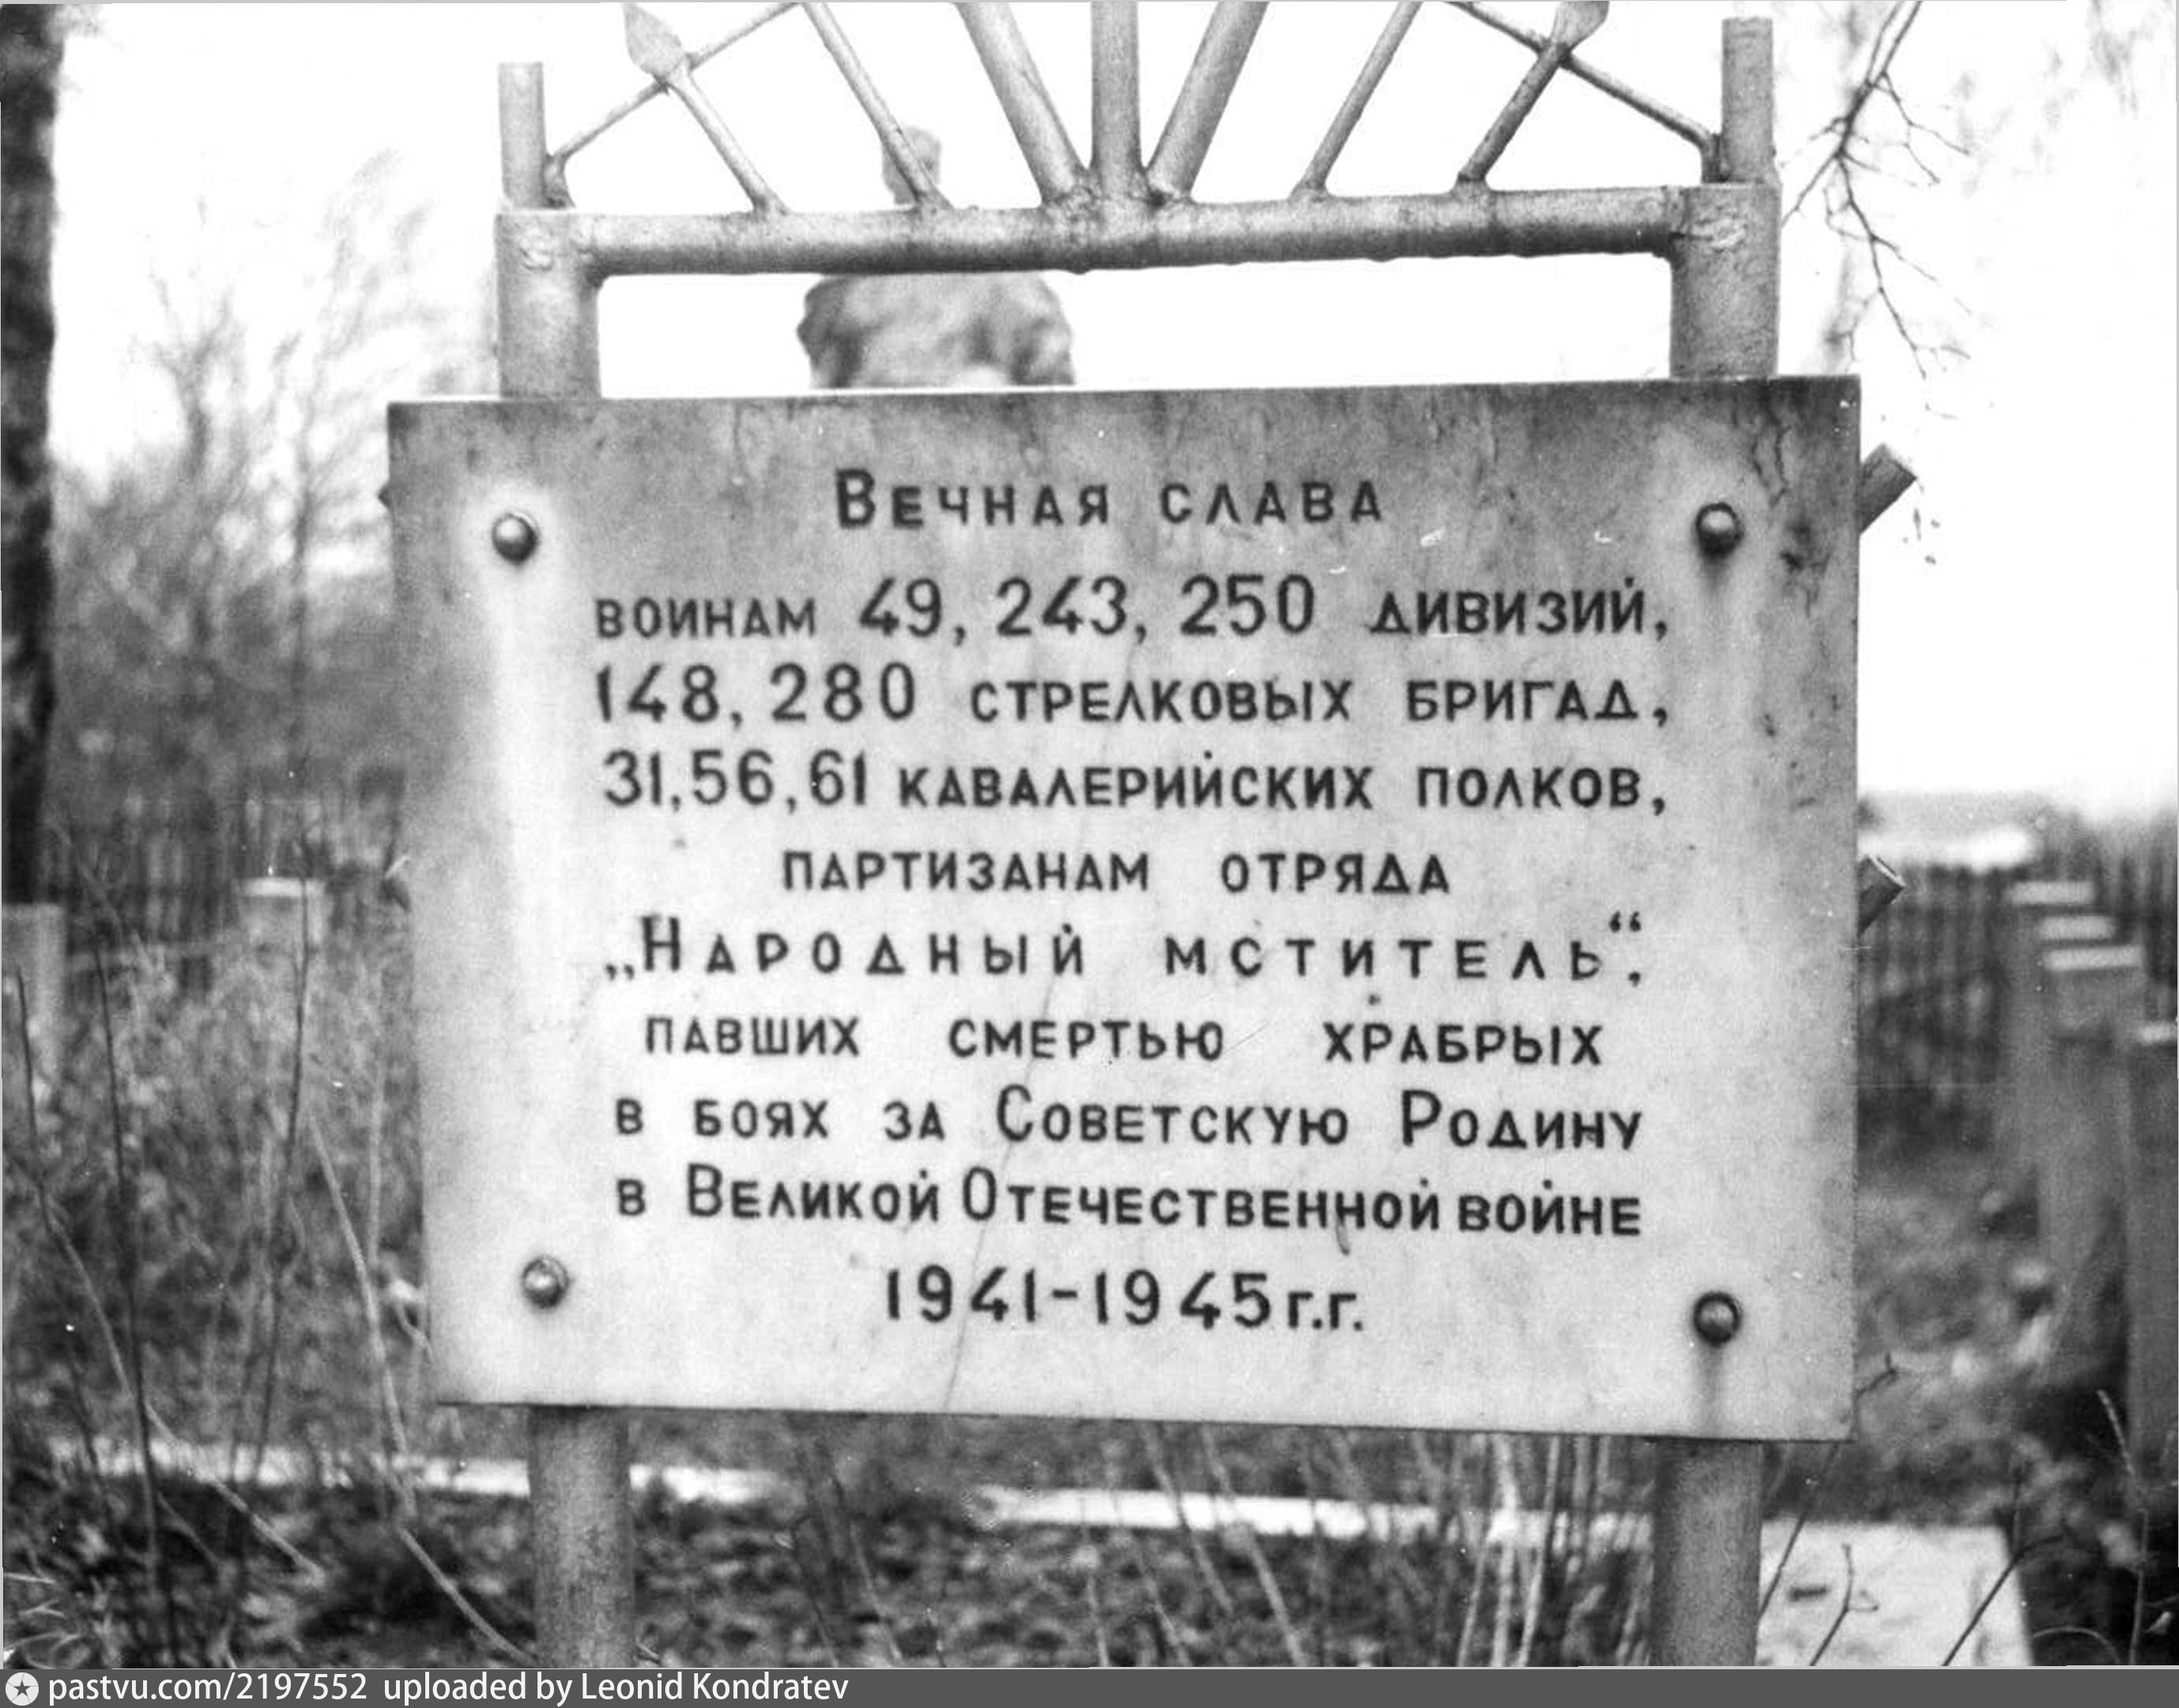 Вечная слава
воинам 49, 243, 250 дивизий,
148, 280 стрелковых бригад,
31, 56, 61 кавалерийских полков,
партизанам отряда
„Народный мститель“,
павших смертью храбрых
в боях за Советскую Родину
в Великой Отечественной войне
1941-1945 г.г.
pastvu.com/2197552 uploaded by Leonid Kondratev